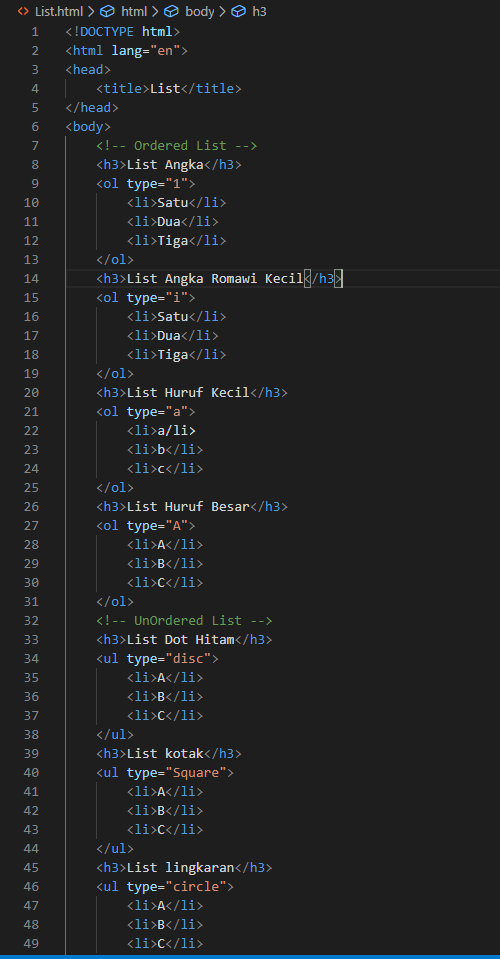 List.html > html > body > h3
1 <!DOCTYPE html>
2 <html lang="en">
3 <head>
4     <title>List</title>
5 </head>
6 <body>
7     <!-- Ordered List -->
8     <h3>List Angka</h3>
9     <ol type="1">
10         <li>Satu</li>
11         <li>Dua</li>
12         <li>Tiga</li>
13     </ol>
14     <h3>List Angka Romawi Kecil</h3>
15     <ol type="i">
16         <li>Satu</li>
17         <li>Dua</li>
18         <li>Tiga</li>
19     </ol>
20     <h3>List Huruf Kecil</h3>
21     <ol type="a">
22         <li>a/li>
23         <li>b</li>
24         <li>c</li>
25     </ol>
26     <h3>List Huruf Besar</h3>
27     <ol type="A">
28         <li>A</li>
29         <li>B</li>
30         <li>C</li>
31     </ol>
32     <!-- UnOrdered List -->
33     <h3>List Dot Hitam</h3>
34     <ul type="disc">
35         <li>A</li>
36         <li>B</li>
37         <li>C</li>
38     </ul>
39     <h3>List kotak</h3>
40     <ul type="Square">
41         <li>A</li>
42         <li>B</li>
43         <li>C</li>
44     </ul>
45     <h3>List lingkaran</h3>
46     <ul type="circle">
47         <li>A</li>
48         <li>B</li>
49         <li>C</li>